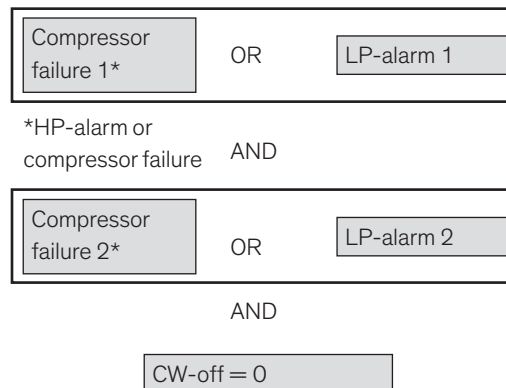 Compressor
failure 1*
OR
LP-alarm 1
*HP-alarm or
compressor failure
AND
Compressor
failure 2*
OR
LP-alarm 2
AND
CW-off = 0